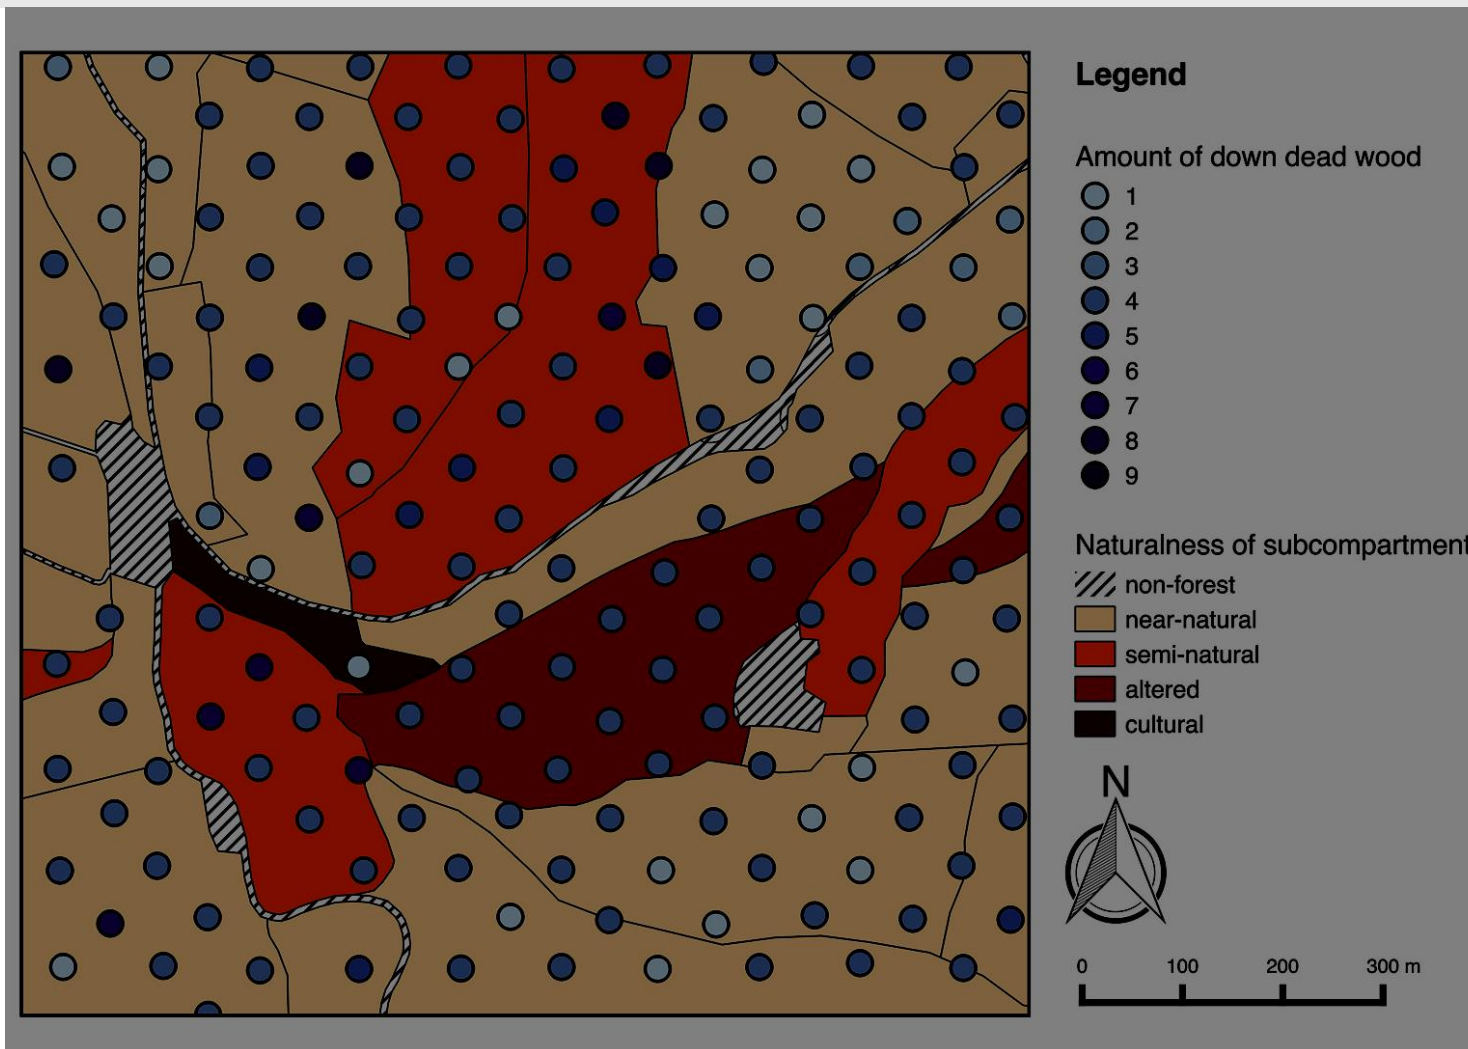 Legend
Amount of down dead wood
1
2
3
4
5
6
7
8
9
Naturalness of subcompartment
non-forest
near-natural
semi-natural
altered
cultural
N
0 100 200 300 m